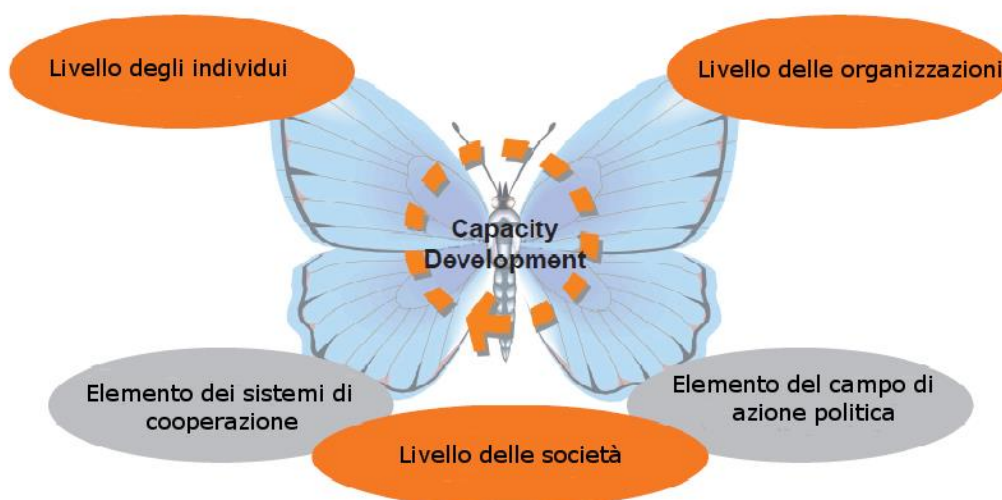 Livello degli individui
Livello delle organizzazioni
Capacity
Development
Elemento dei sistemi di
cooperazione
Elemento del campo di
azione politica
Livello delle società